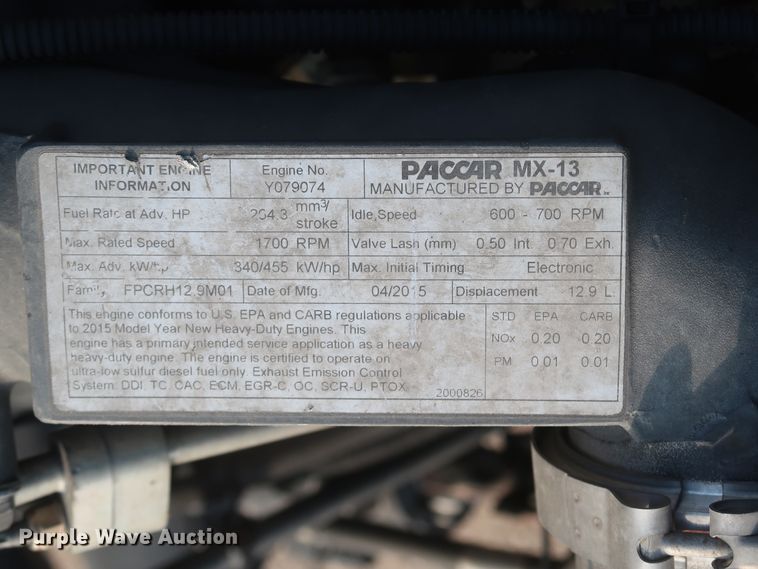 IMPORTANT ENGINE INFORMATION
Engine No. Y079074
PACCAR MX-13
MANUFACTURED BY PACCAR INC
Fuel Rate at Adv. HP 204.3 mm3/stroke
Idle Speed 600 - 700 RPM
Max. Rated Speed 1700 RPM
Valve Lash (mm) 0.50 Int. 0.70 Exh.
Max. Adv. kW/hp 340/455 kW/hp
Max. Initial Timing Electronic
Family FPCRH12.9M01
Date of Mfg. 04/2015
Displacement 12.9 L.
This engine conforms to U.S. EPA and CARB regulations applicable
to 2015 Model Year New Heavy-Duty Engines. This
engine has a primary intended service application as a heavy
heavy-duty engine. The engine is certified to operate on
ultra-low sulfur diesel fuel only. Exhaust Emission Control
System: DDI, TC, CAC, ECM, EGR-C, OC, SCR-U, PTOX.
2000826
STD EPA CARB
NOx 0.20 0.20
PM 0.01 0.01
Purple Wave Auction